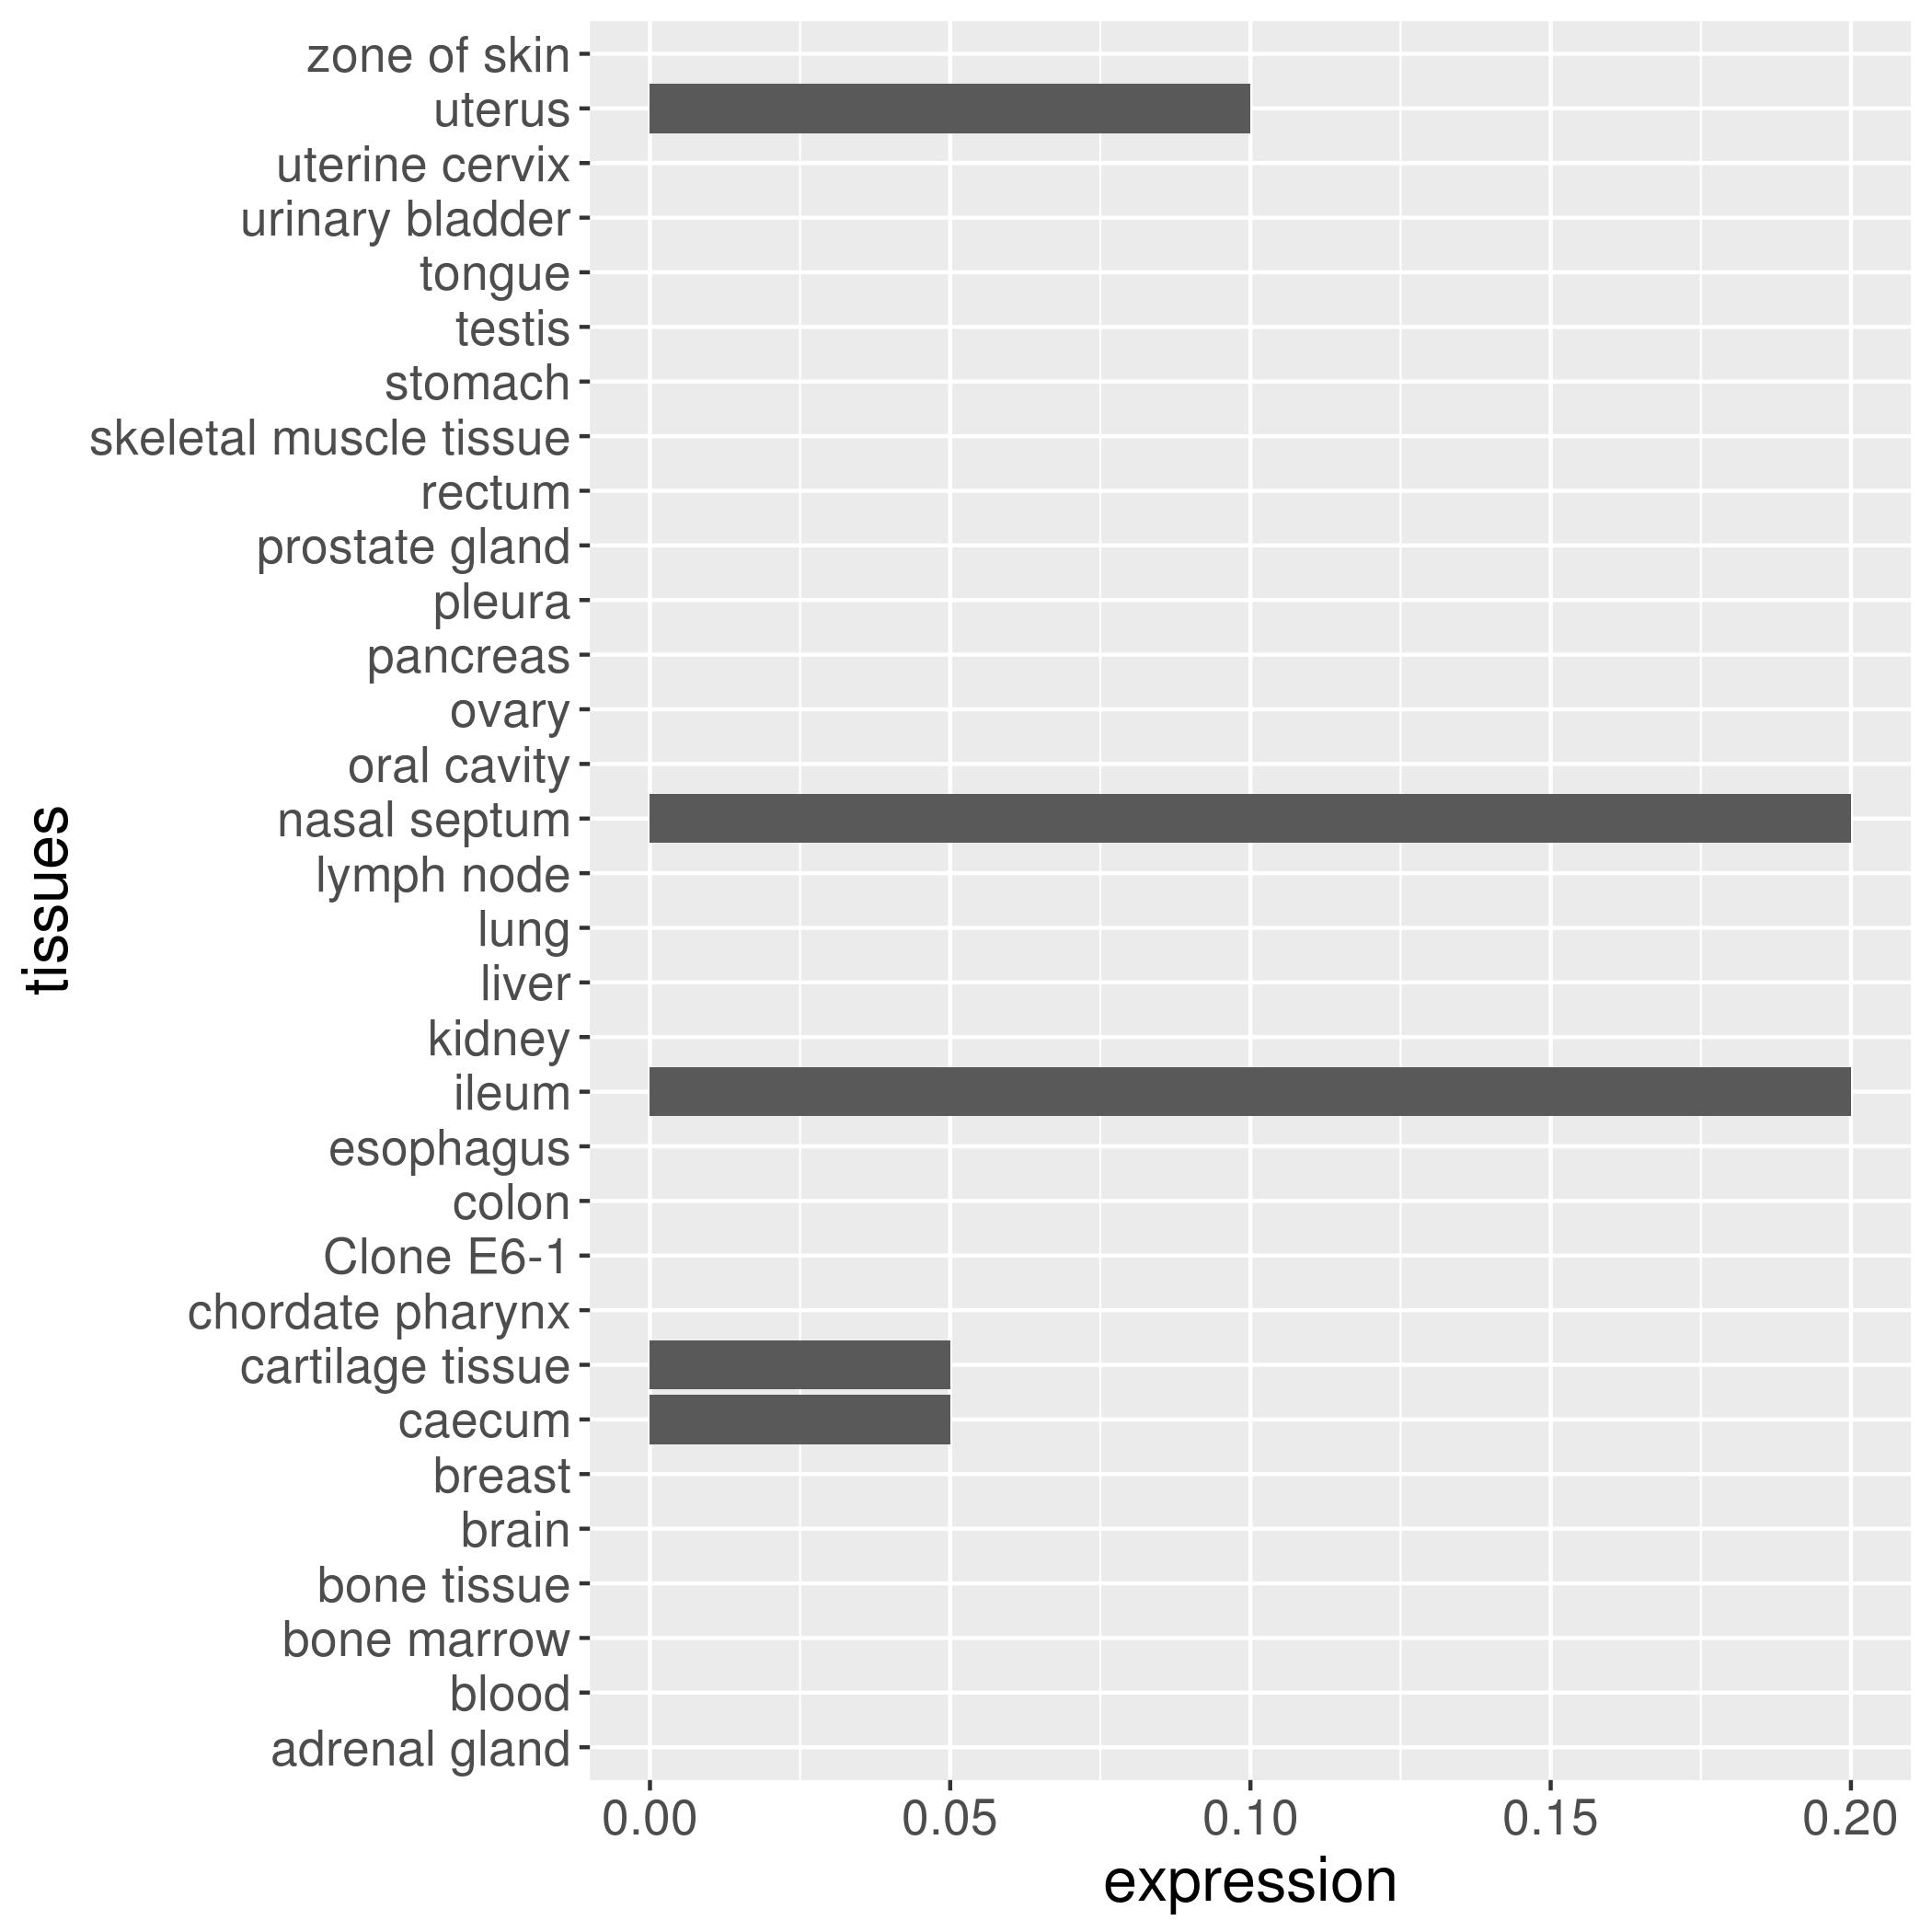 zone of skin
uterus
uterine cervix
urinary bladder
tongue
testis
stomach
skeletal muscle tissue
rectum
prostate gland
pleura
pancreas
ovary
oral cavity
nasal septum
lymph node
lung
liver
kidney
ileum
esophagus
colon
Clone E6-1
chordate pharynx
cartilage tissue
caecum
breast
brain
bone tissue
bone marrow
blood
adrenal gland
tissues
0.00 0.05 0.10 0.15 0.20
expression